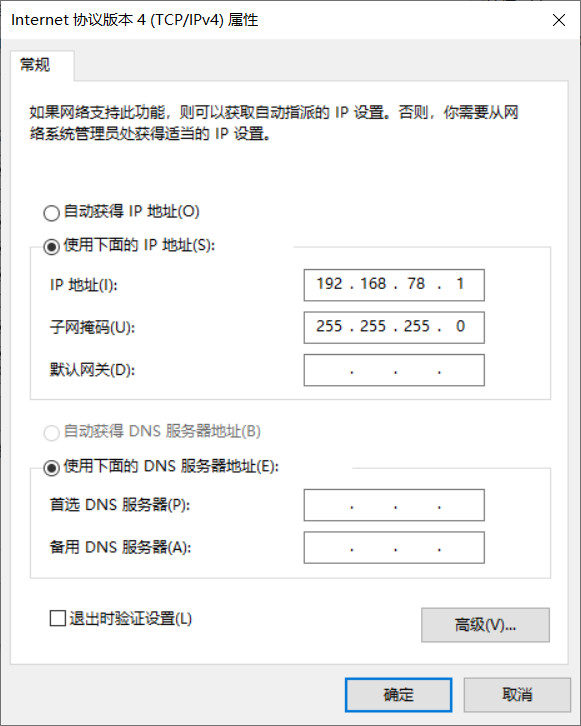 Internet 协议版本 4 (TCP/IPv4) 属性
常规
如果网络支持此功能，则可以获取自动指派的 IP 设置。否则，你需要从网
络系统管理员处获得适当的 IP 设置。
自动获得 IP 地址(O)
使用下面的 IP 地址(S):
IP 地址(I): 192 . 168 . 78 . 1
子网掩码(U): 255 . 255 . 255 . 0
默认网关(D): . . .
自动获得 DNS 服务器地址(B)
使用下面的 DNS 服务器地址(E):
首选 DNS 服务器(P): . . .
备用 DNS 服务器(A): . . .
退出时验证设置(L)
高级(V)...
确定 取消